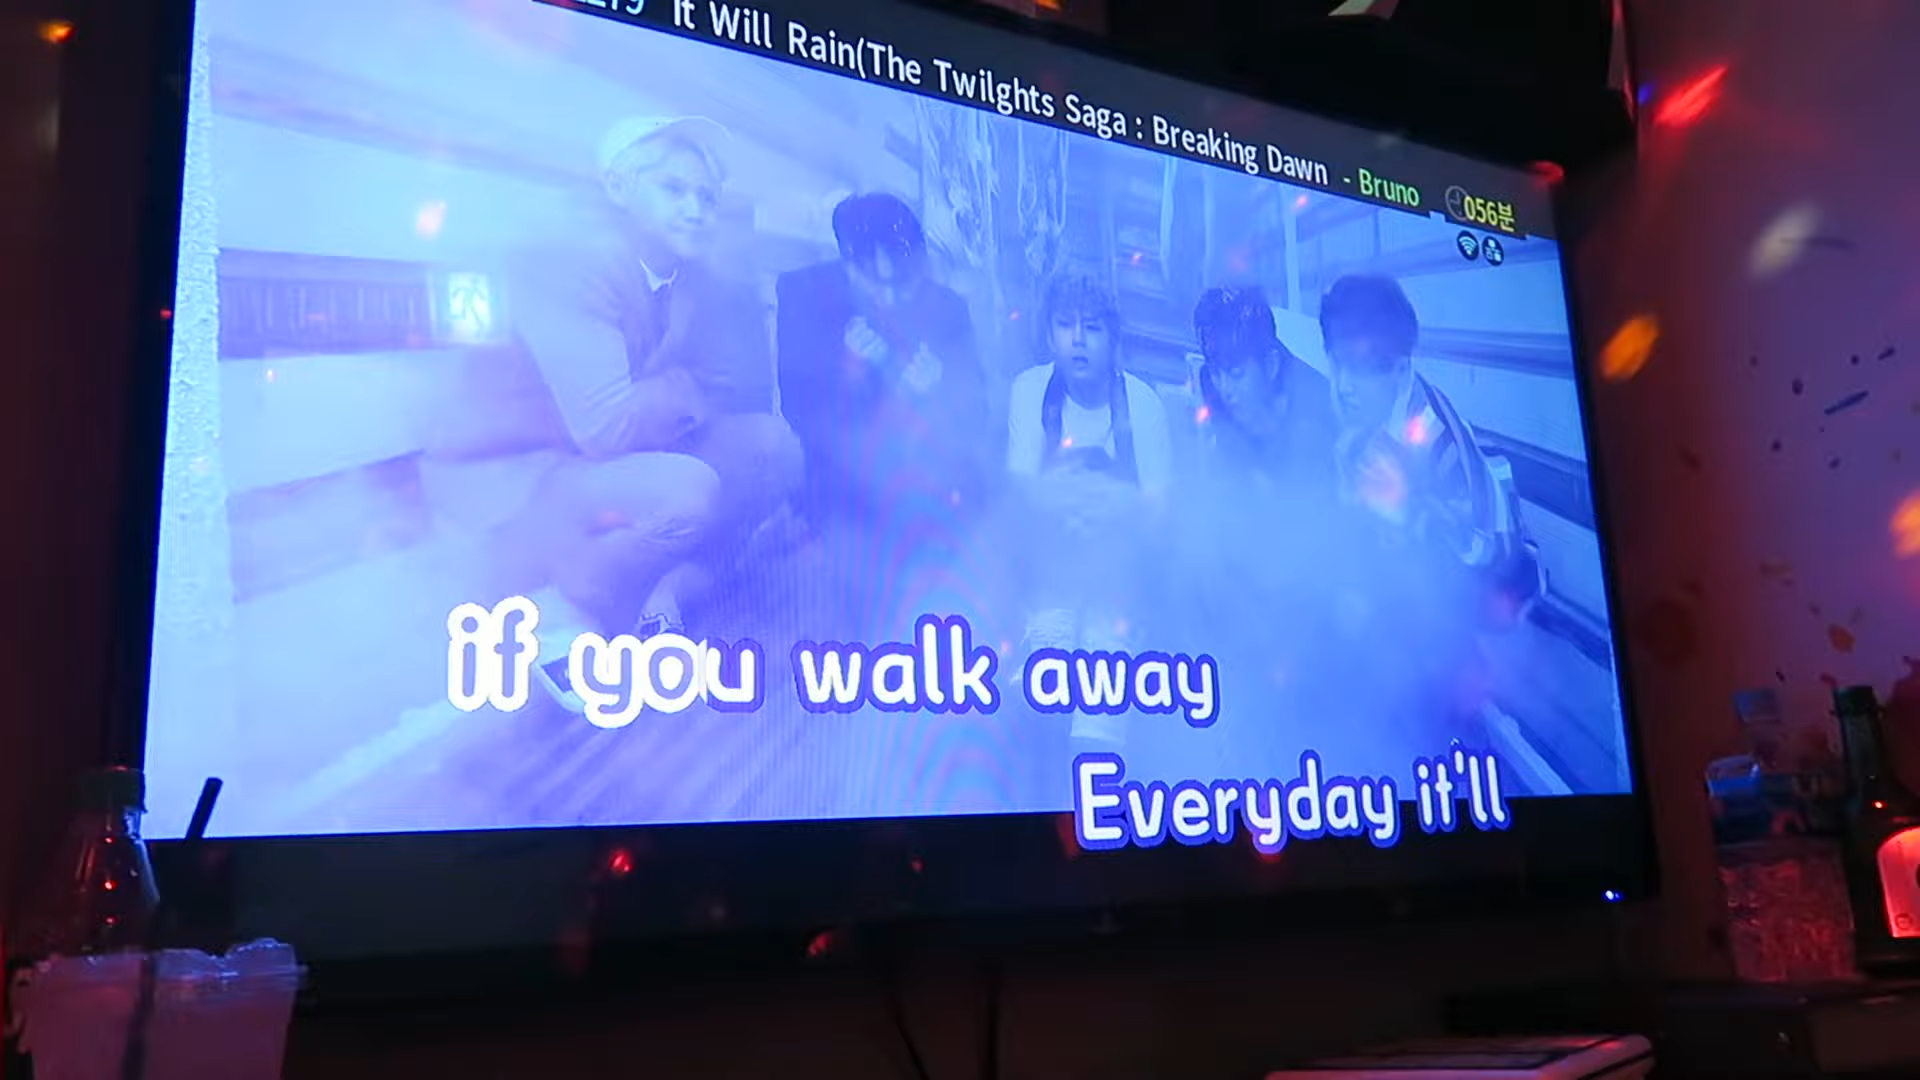 It Will Rain(The Twilghts Saga : Breaking Dawn - Bruno
056분
if you walk away
Everyday it'll